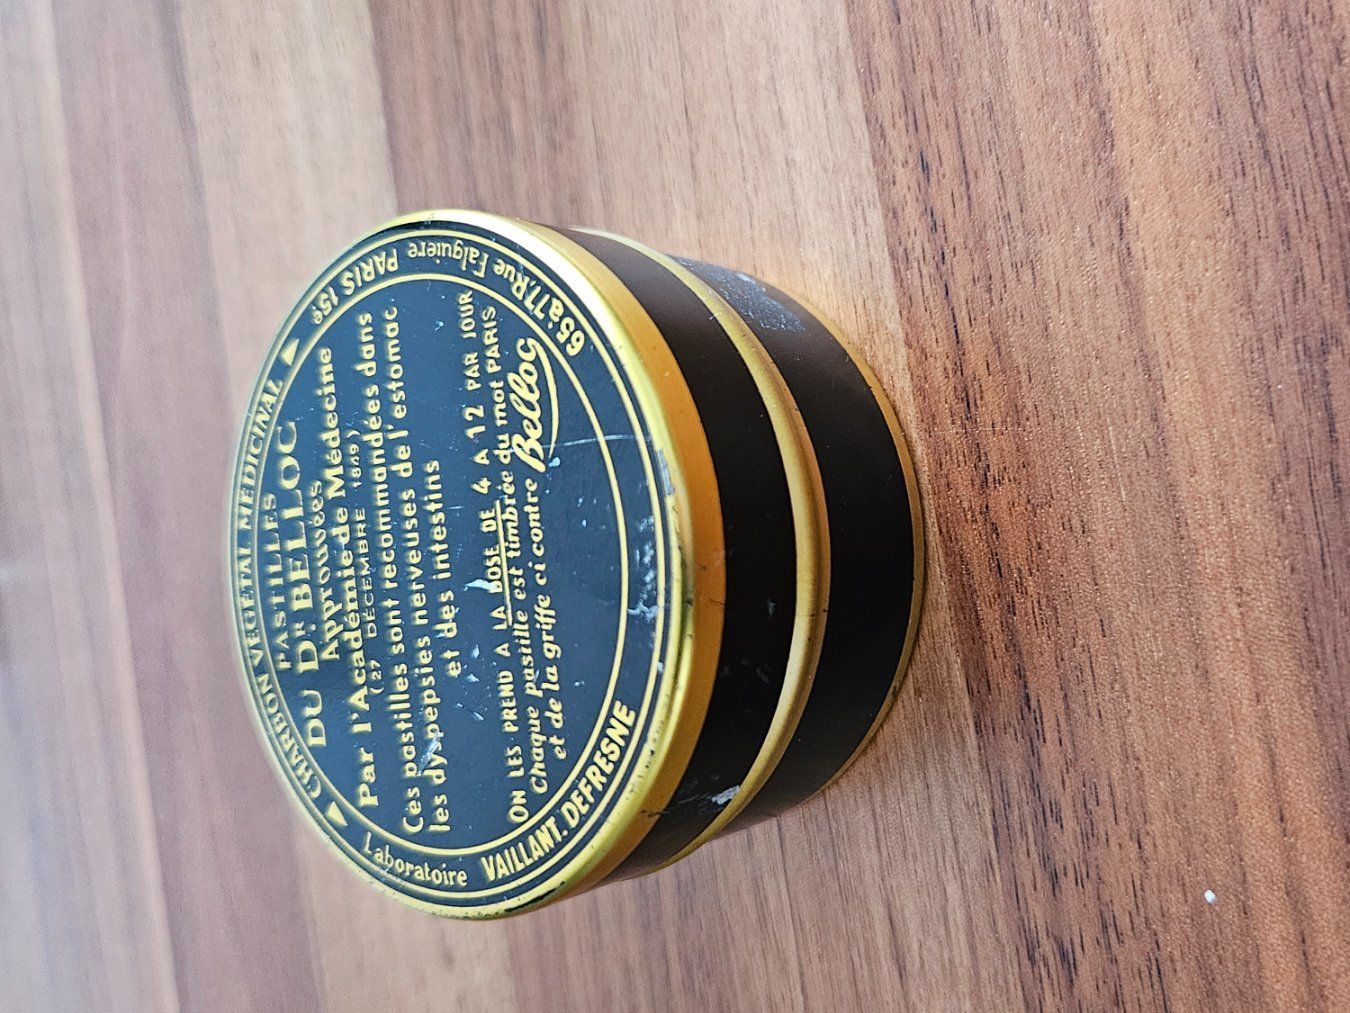 CHARBON VÉGÉTAL MÉDICINAL
PASTILLES
DU Dr BELLOC
Approuvées
Par l'Académie de Médecine
(27 DÉCEMBRE 1849)
Ces pastilles sont recommandées dans
les dyspepsies nerveuses de l'estomac
et des intestins
ON LES PREND A LA DOSE DE 4 A 12 PAR JOUR
Chaque pastille est timbrée du mot PARIS
et de la griffe ci contre Belloc
Laboratoire VAILLANT. DEFRESNE
65 à 77. Rue Falguière PARIS 15e